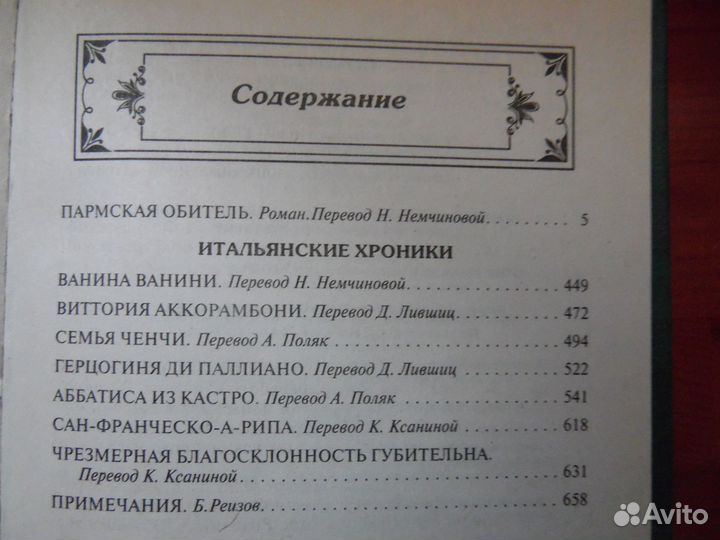 Содержание
ПАРМСКАЯ ОБИТЕЛЬ. Роман.Перевод Н. Немчиновой......... 5
ИТАЛЬЯНСКИЕ ХРОНИКИ
ВАНИНА ВАНИНИ. Перевод Н. Немчиновой. .............. 449
ВИТТОРИЯ АККОРАМБОНИ. Перевод Д. Лившиц. ......... 472
СЕМЬЯ ЧЕНЧИ. Перевод А. Поляк ..................... 494
ГЕРЦОГИНЯ ДИ ПАЛЛИАНО. Перевод Д. Лившиц ......... 522
АББАТИСА ИЗ КАСТРО. Перевод А. Поляк .............. 541
САН-ФРАНЧЕСКО-А-РИПА. Перевод К. Ксаниной ......... 618
ЧРЕЗМЕРНАЯ БЛАГОСКЛОННОСТЬ ГУБИТЕЛЬНА.
Перевод К. Ксаниной. .............................. 631
ПРИМЕЧАНИЯ. Б.Реизов. ............................. 658
Avito